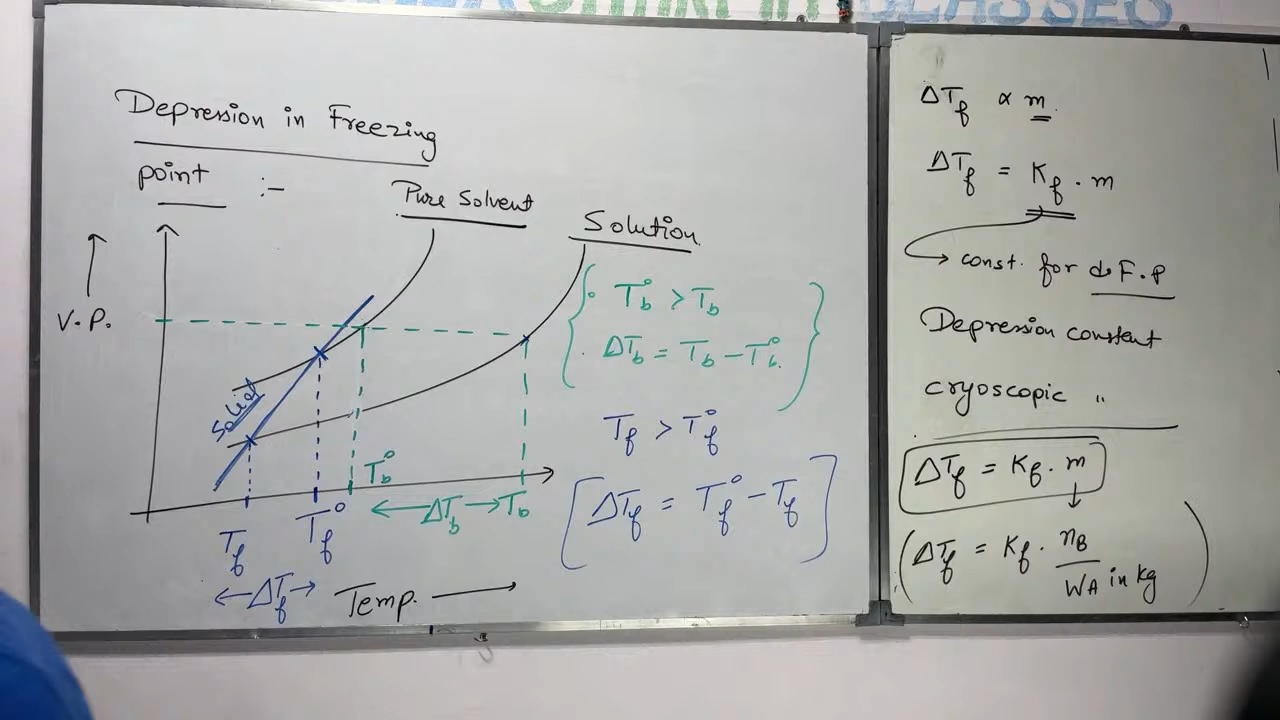 CLASSES
Depression in Freezing
point :-
Pure Solvent
Solution
V.P.
Solid
T°b > Tb
ΔTb = Tb - T°b.
Tf > T°f
[ΔTf = T°f - Tf]
T°b
←ΔTb→ Tb
Tf T°f
←ΔTf→ Temp. →
ΔTf ∝ m.
ΔTf = Kf . m
→ const. for d F.P
Depression constant
cryoscopic "
ΔTf = Kf . m
(ΔTf = Kf . nB / WA in kg)